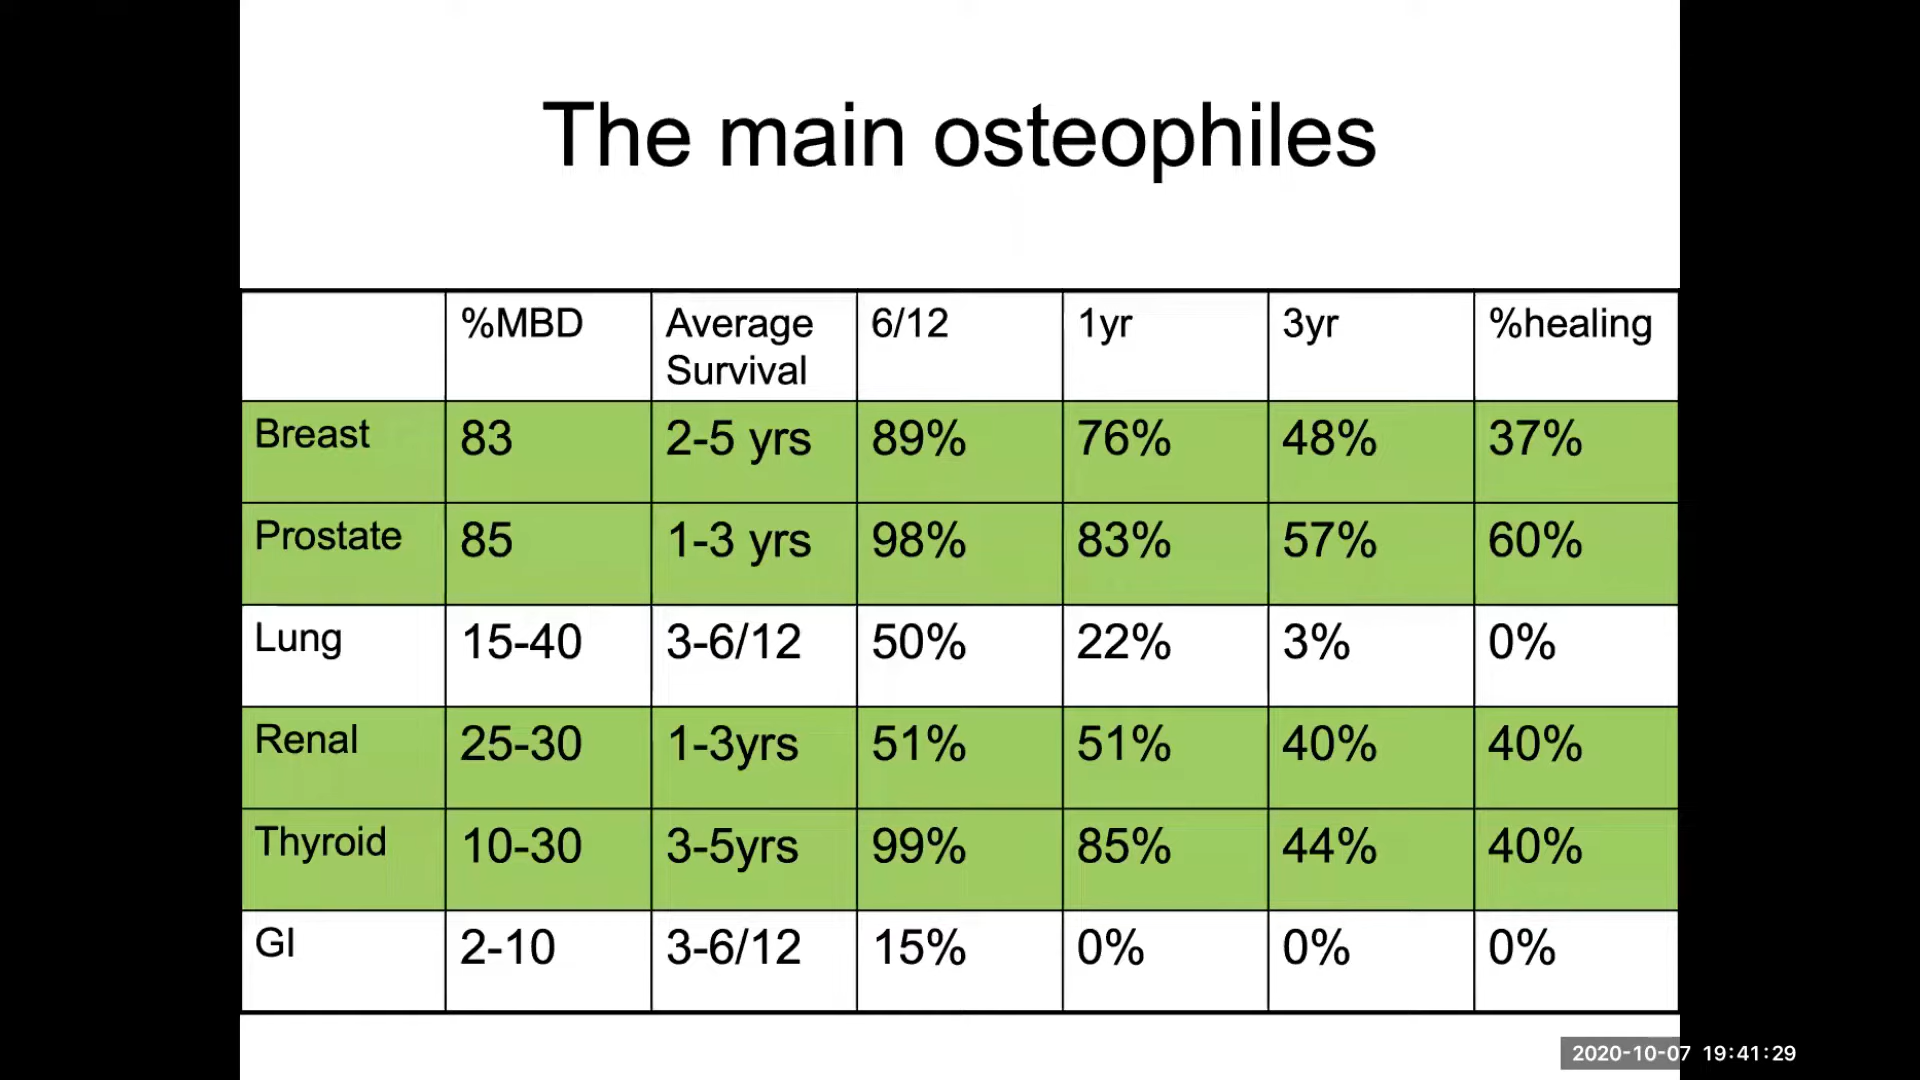 The main osteophiles
%MBD Average Survival 6/12 1yr 3yr %healing
Breast 83 2-5 yrs 89% 76% 48% 37%
Prostate 85 1-3 yrs 98% 83% 57% 60%
Lung 15-40 3-6/12 50% 22% 3% 0%
Renal 25-30 1-3yrs 51% 51% 40% 40%
Thyroid 10-30 3-5yrs 99% 85% 44% 40%
GI 2-10 3-6/12 15% 0% 0% 0%
2020-10-07 19:41:29